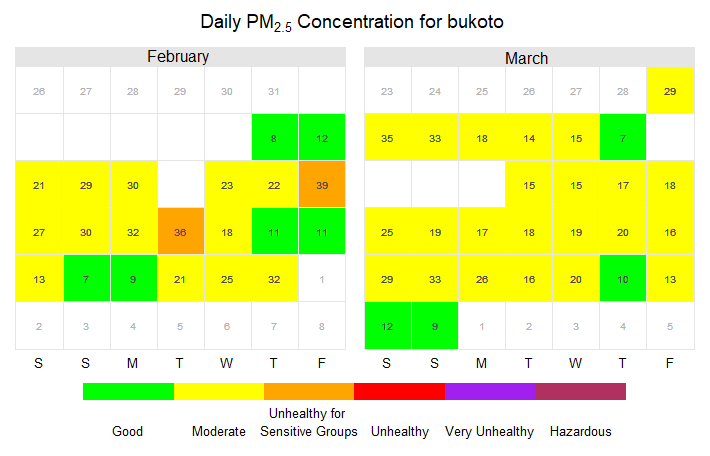 Daily PM2.5 Concentration for bukoto
February
26 27 28 29 30 31
8 12
21 29 30 23 22 39
27 30 32 36 18 11 11
13 7 9 21 25 32 1
2 3 4 5 6 7 8
S S M T W T F
March
23 24 25 26 27 28 29
35 33 18 14 15 7
15 15 17 18
25 19 17 18 19 20 16
29 33 26 16 20 10 13
12 9 1 2 3 4 5
S S M T W T F
Good
Moderate
Unhealthy for
Sensitive Groups
Unhealthy
Very Unhealthy
Hazardous